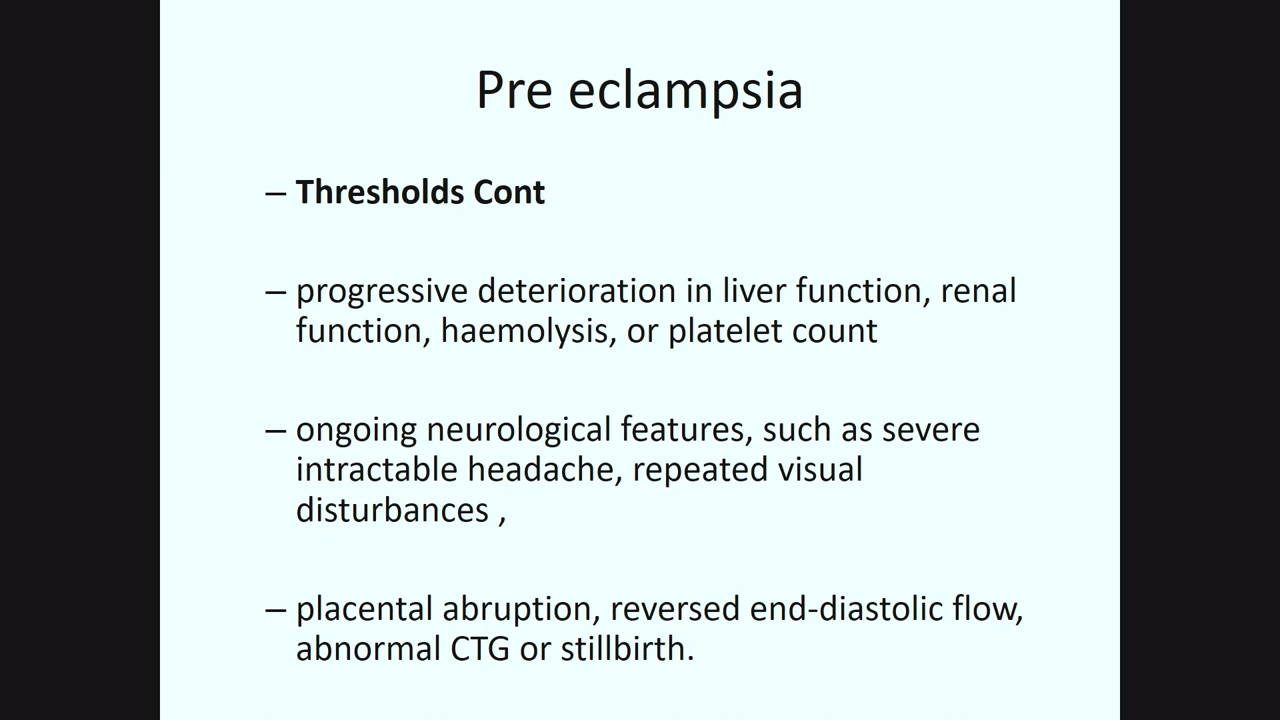 Pre eclampsia
– Thresholds Cont
– progressive deterioration in liver function, renal
function, haemolysis, or platelet count
– ongoing neurological features, such as severe
intractable headache, repeated visual
disturbances ,
– placental abruption, reversed end-diastolic flow,
abnormal CTG or stillbirth.